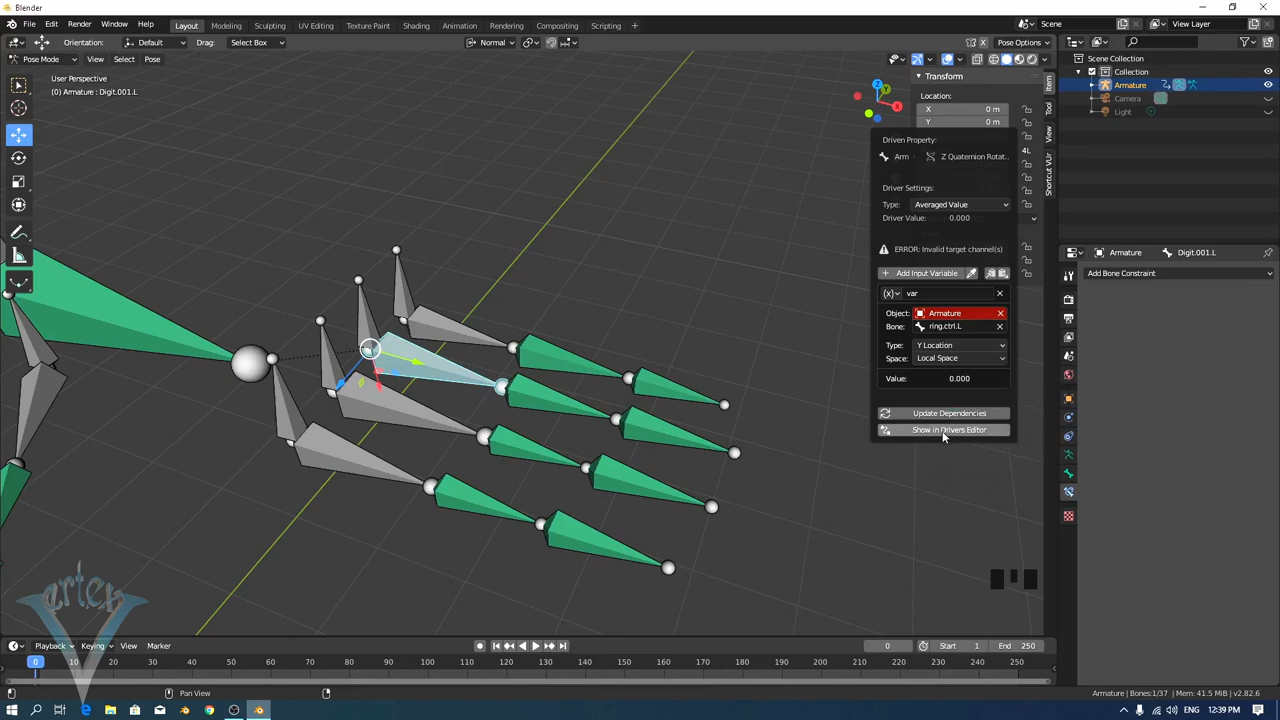 Blender
File Edit Render Window Help Layout Modeling Sculpting UV Editing Texture Paint Shading Animation Rendering Compositing Scripting + Scene View Layer
Orientation: Default Drag: Select Box Normal X Pose Options
Pose Mode View Select Pose
User Perspective
(0) Armature : Digit.001.L
Transform
Location:
X 0 m
Y 0 m
4L
Item
Tool
View
Shortcut VUr
Driven Property:
Arm Z Quaternion Rotat..
Driver Settings:
Type: Averaged Value
Driver Value: 0.000
ERROR: Invalid target channel(s)
Add Input Variable
(x) var
Object: Armature
Bone: ring.ctrl.L
Type: Y Location
Space: Local Space
Value: 0.000
Update Dependencies
Show in Drivers Editor
Scene Collection
Collection
Armature
Camera
Light
Armature Digit.001.L
Add Bone Constraint
X
Y
Z
ertex
V
Playback Keying View Marker 0 Start 1 End 250
0 10 20 30 40 50 60 70 80 90 100 110 120 130 140 150 160 170 180 190 200 210 220 230 240 250
Pan View
Armature | Bones:1/37 | Mem: 41.5 MiB | v2.82.6
12:39 PM